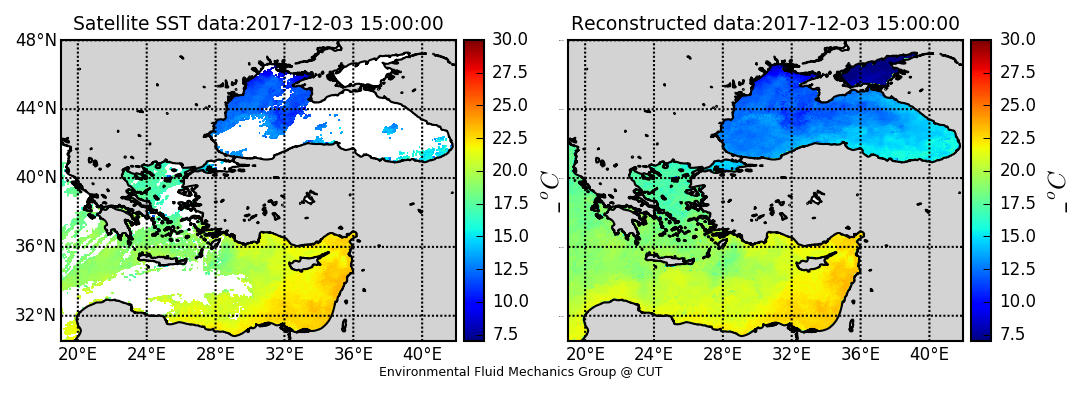 Satellite SST data:2017-12-03 15:00:00
48°N
44°N
40°N
36°N
32°N
20°E 24°E 28°E 32°E 36°E 40°E
30.0
27.5
25.0
22.5
20.0
17.5
15.0
12.5
10.0
7.5
_ °C
Reconstructed data:2017-12-03 15:00:00
20°E 24°E 28°E 32°E 36°E 40°E
30.0
27.5
25.0
22.5
20.0
17.5
15.0
12.5
10.0
7.5
_ °C
Environmental Fluid Mechanics Group @ CUT